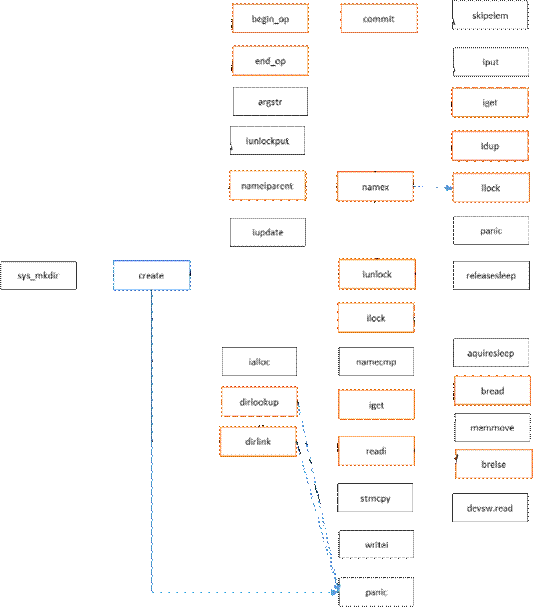 begin_op
commit
skipelem
end_op
iput
argstr
iget
iunlockput
idup
nameiparent
namex
ilock
iupdate
panic
sys_mkdir
create
iunlock
releasesleep
ilock
ialloc
namecmp
aquiresleep
dirlookup
iget
bread
dirlink
readi
memmove
brelse
strncpy
devsw.read
writei
panic